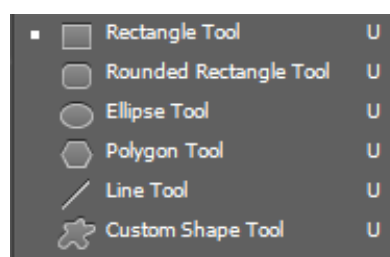 Rectangle Tool U
Rounded Rectangle Tool U
Ellipse Tool U
Polygon Tool U
Line Tool U
Custom Shape Tool U